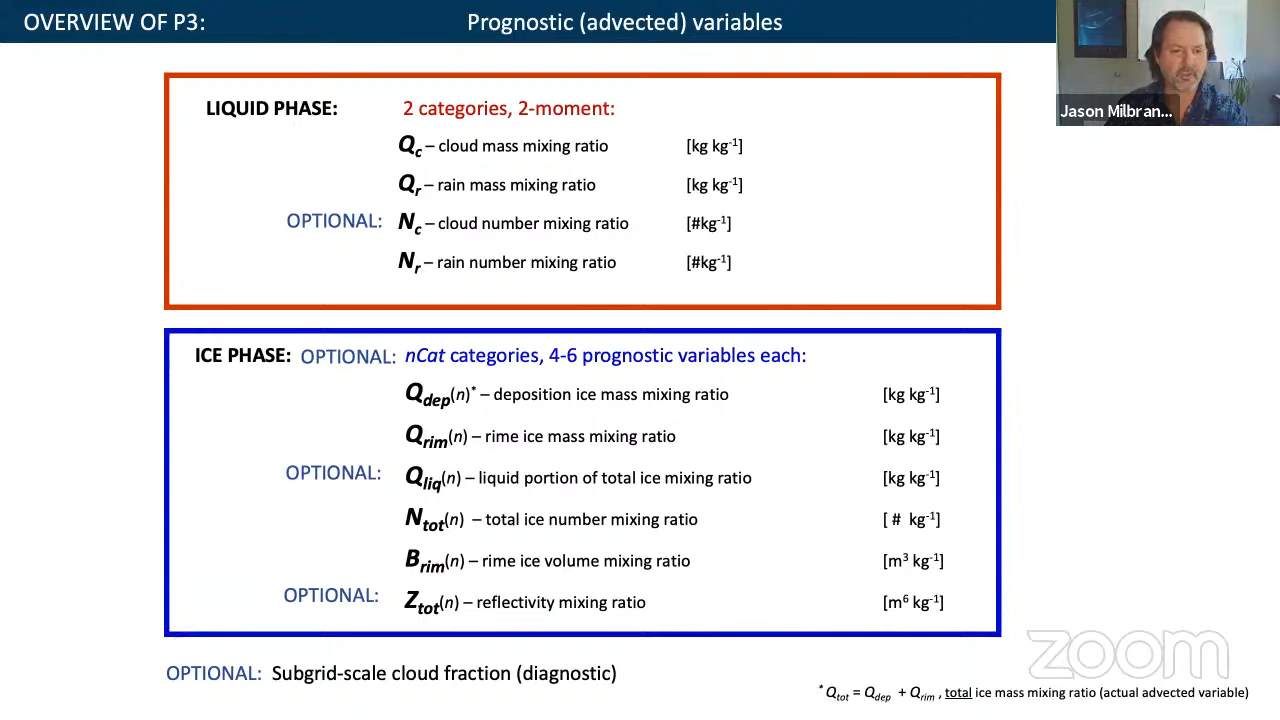 OVERVIEW OF P3: Prognostic (advected) variables
Jason Milbran...
LIQUID PHASE: 2 categories, 2-moment:
Qc – cloud mass mixing ratio [kg kg-1]
Qr – rain mass mixing ratio [kg kg-1]
OPTIONAL: Nc – cloud number mixing ratio [#kg-1]
Nr – rain number mixing ratio [#kg-1]
ICE PHASE: OPTIONAL: nCat categories, 4-6 prognostic variables each:
Qdep(n)* – deposition ice mass mixing ratio [kg kg-1]
Qrim(n) – rime ice mass mixing ratio [kg kg-1]
OPTIONAL: Qliq(n) – liquid portion of total ice mixing ratio [kg kg-1]
Ntot(n) – total ice number mixing ratio [ # kg-1]
Brim(n) – rime ice volume mixing ratio [m3 kg-1]
OPTIONAL: Ztot(n) – reflectivity mixing ratio [m6 kg-1]
OPTIONAL: Subgrid-scale cloud fraction (diagnostic)
zoom
* Qtot = Qdep + Qrim , total ice mass mixing ratio (actual advected variable)